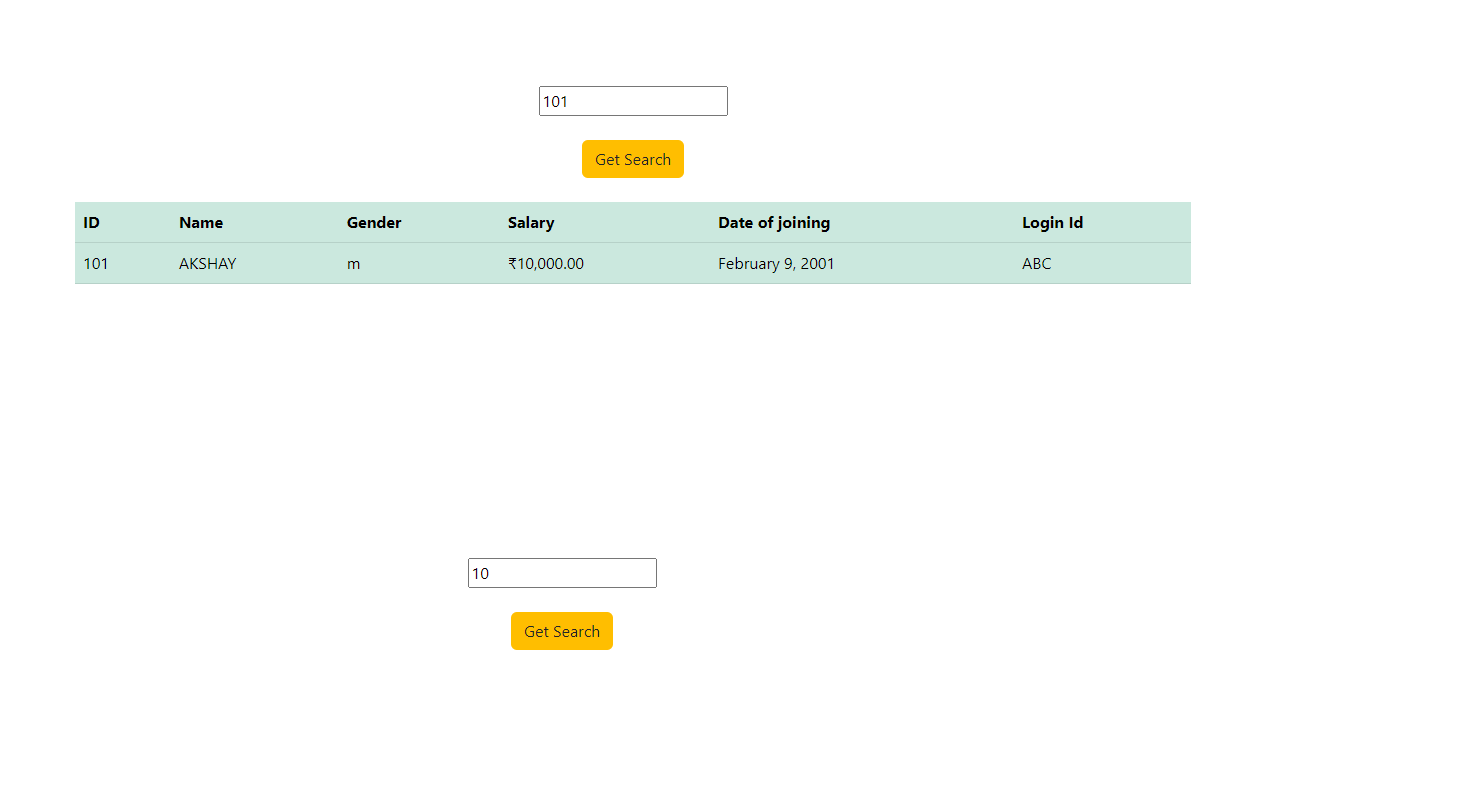 101
Get Search
ID Name Gender Salary Date of joining Login Id
101 AKSHAY m ₹10,000.00 February 9, 2001 ABC
10
Get Search